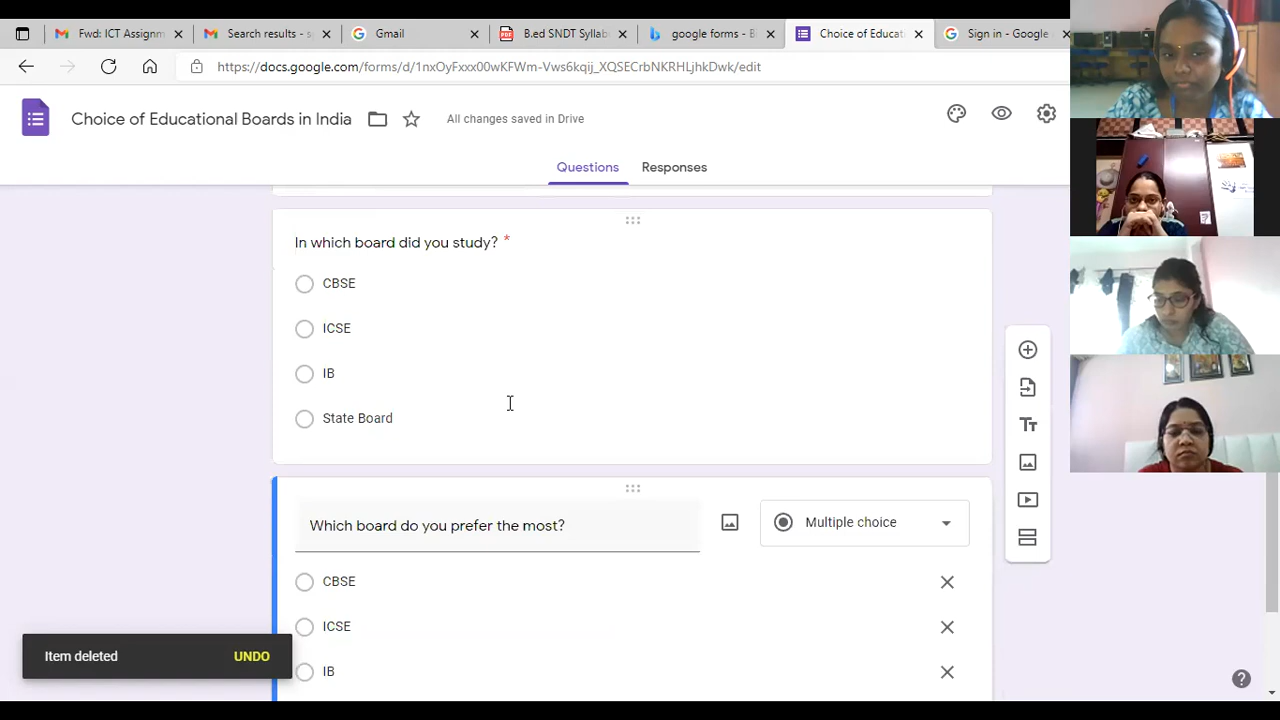 Fwd: ICT Assignm
Search results - s
Gmail
B.ed SNDT Syllab
google forms - B
Choice of Educati
Sign in - Google
https://docs.google.com/forms/d/1nxOyFxxx00wKFWm-Vws6kqij_XQSECrbNKRHLjhkDwk/edit
Choice of Educational Boards in India
All changes saved in Drive
Questions
Responses
In which board did you study? *
CBSE
ICSE
IB
State Board
Which board do you prefer the most?
Multiple choice
CBSE
ICSE
IB
Item deleted
UNDO